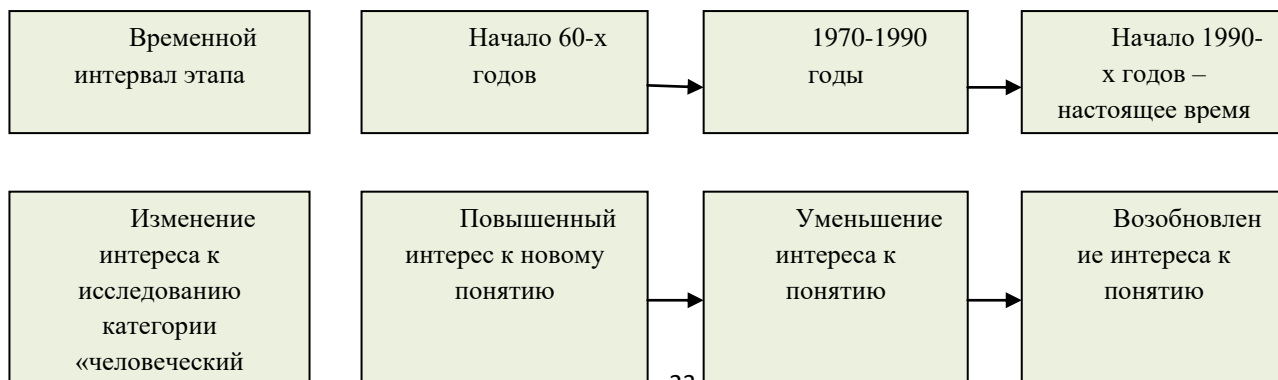 Временной
интервал этапа
Начало 60-х
годов
1970-1990
годы
Начало 1990-
х годов –
настоящее время
Изменение
интереса к
исследованию
категории
«человеческий
Повышенный
интерес к новому
понятию
Уменьшение
интереса к
понятию
Возобновлен
ие интереса к
понятию